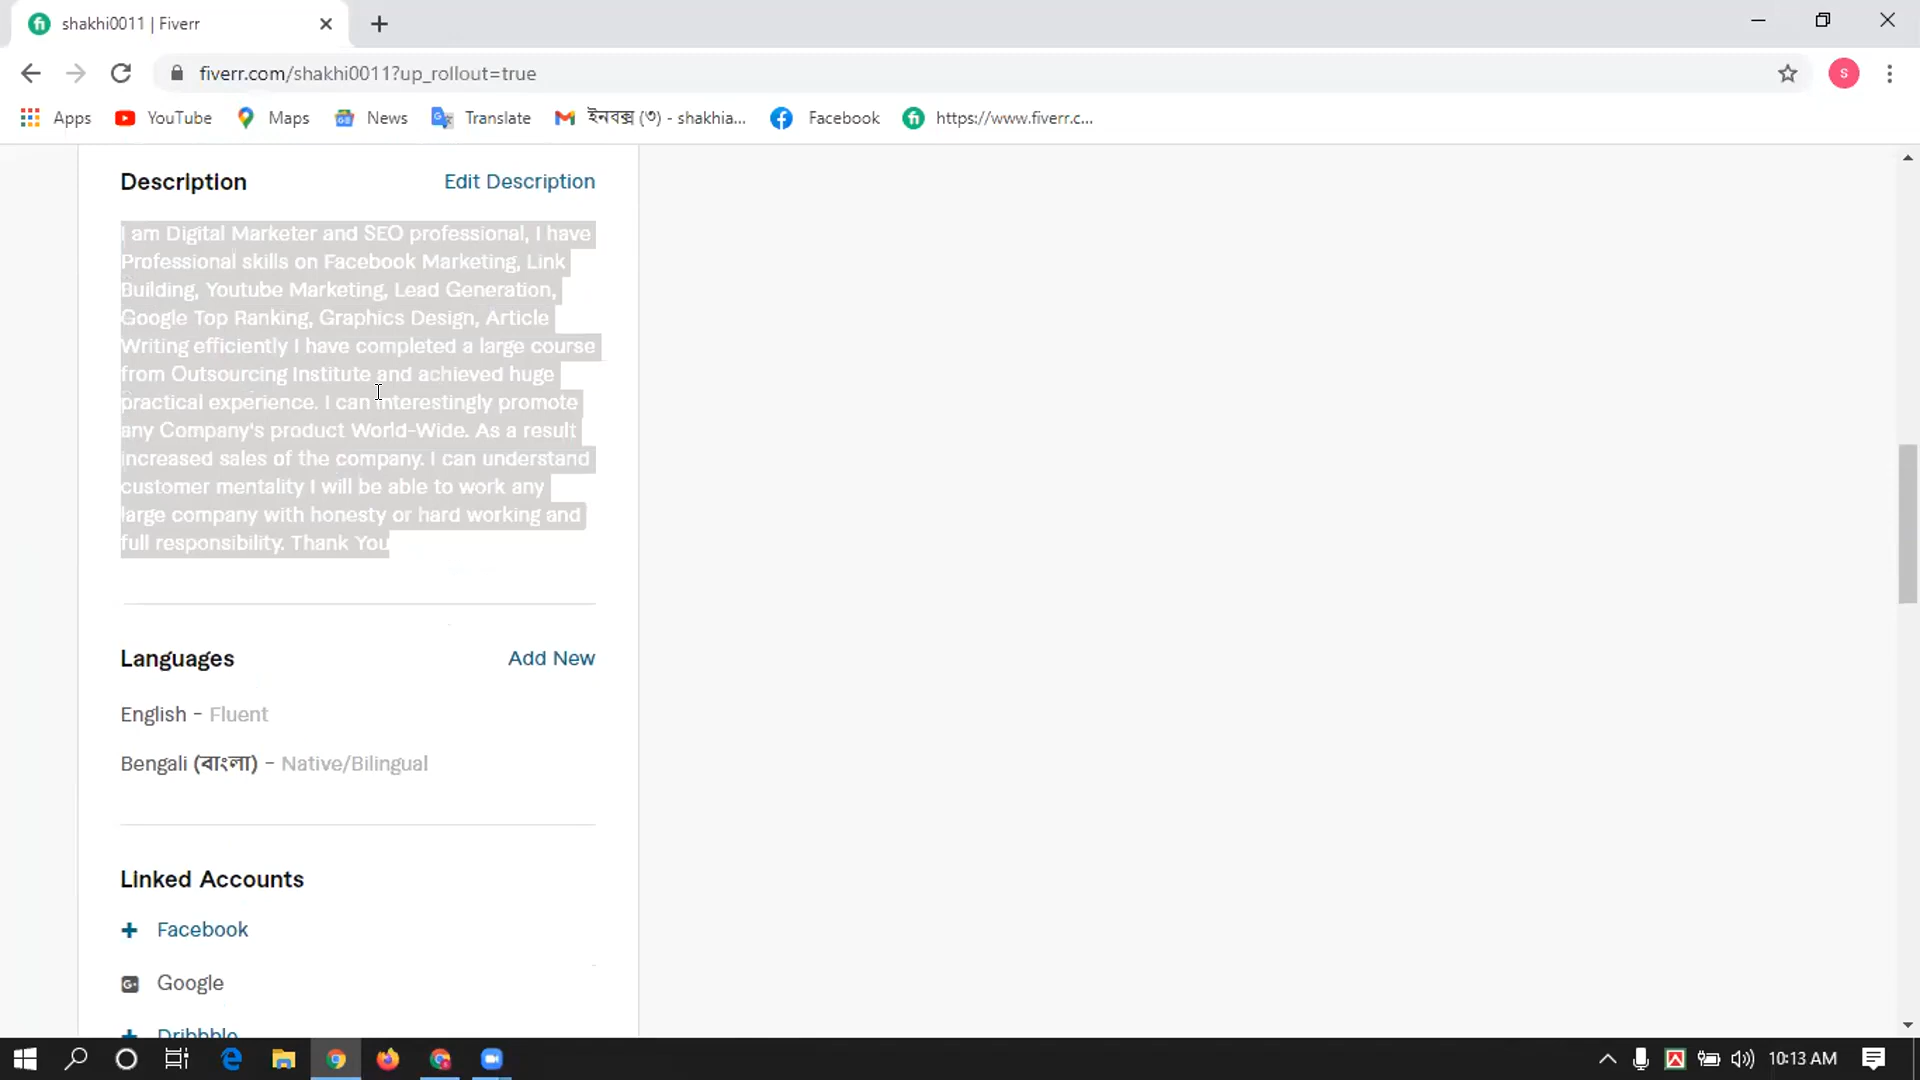 shakhi0011 | Fiverr
fiverr.com/shakhi0011?up_rollout=true
S
Apps
YouTube
Maps
News
Translate
ইনবক্স (৩) - shakhia...
Facebook
https://www.fiverr.c...
Description
Edit Description
I am Digital Marketer and SEO professional, I have
Professional skills on Facebook Marketing, Link
Building, Youtube Marketing, Lead Generation,
Google Top Ranking, Graphics Design, Article
Writing efficiently I have completed a large course
from Outsourcing Institute and achieved huge
practical experience. I can interestingly promote
any Company's product World-Wide. As a result
increased sales of the company. I can understand
customer mentality I will be able to work any
large company with honesty or hard working and
full responsibility. Thank You
Languages
Add New
English - Fluent
Bengali (বাংলা) - Native/Bilingual
Linked Accounts
Facebook
Google
Dribbble
10:13 AM